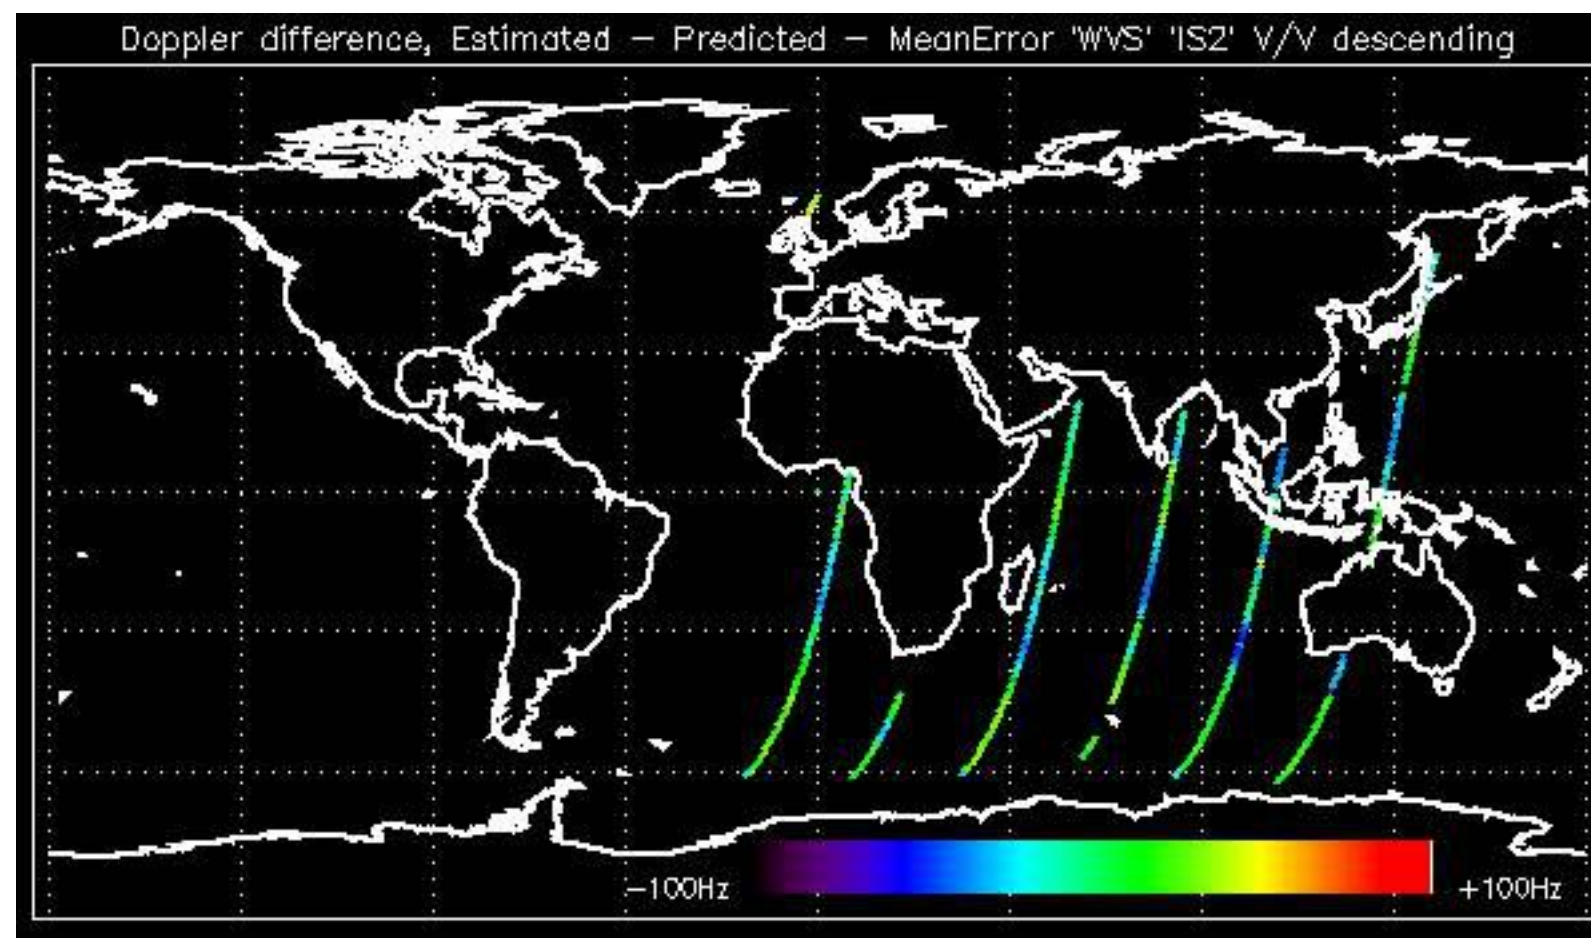 Doppler difference, Estimated – Predicted – MeanError 'WVS' 'IS2' V/V descending
−100Hz
+100Hz